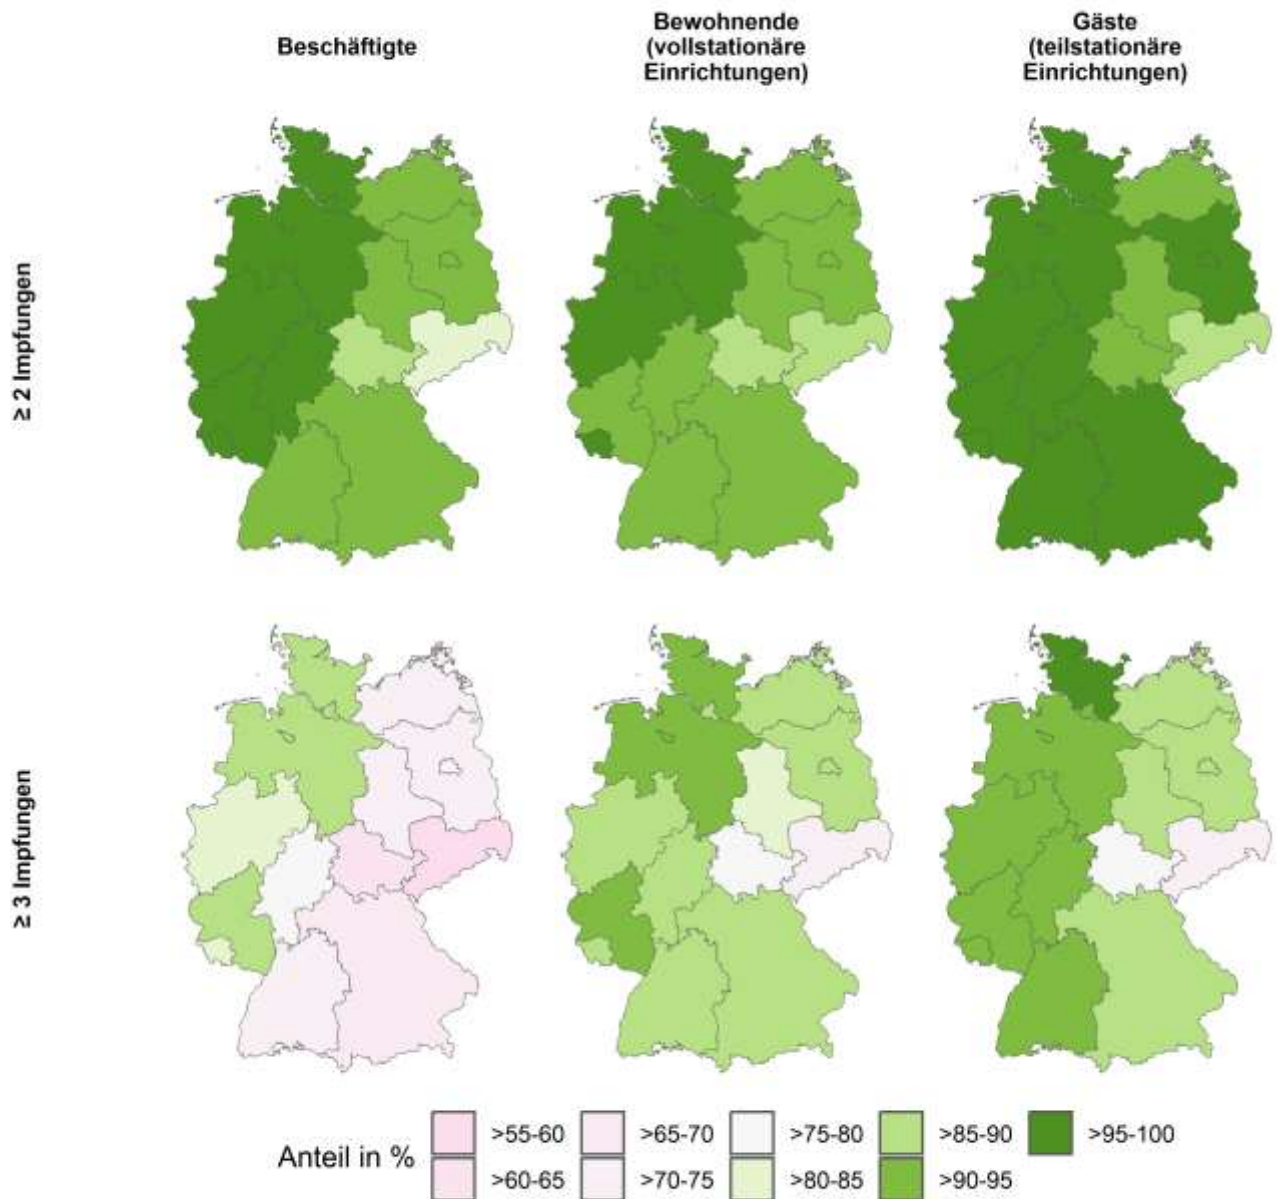 Beschäftigte
Bewohnende
(vollstationäre
Einrichtungen)
Gäste
(teilstationäre
Einrichtungen)
≥ 2 Impfungen
≥ 3 Impfungen
Anteil in %
>55-60
>65-70
>75-80
>85-90
>95-100
>60-65
>70-75
>80-85
>90-95